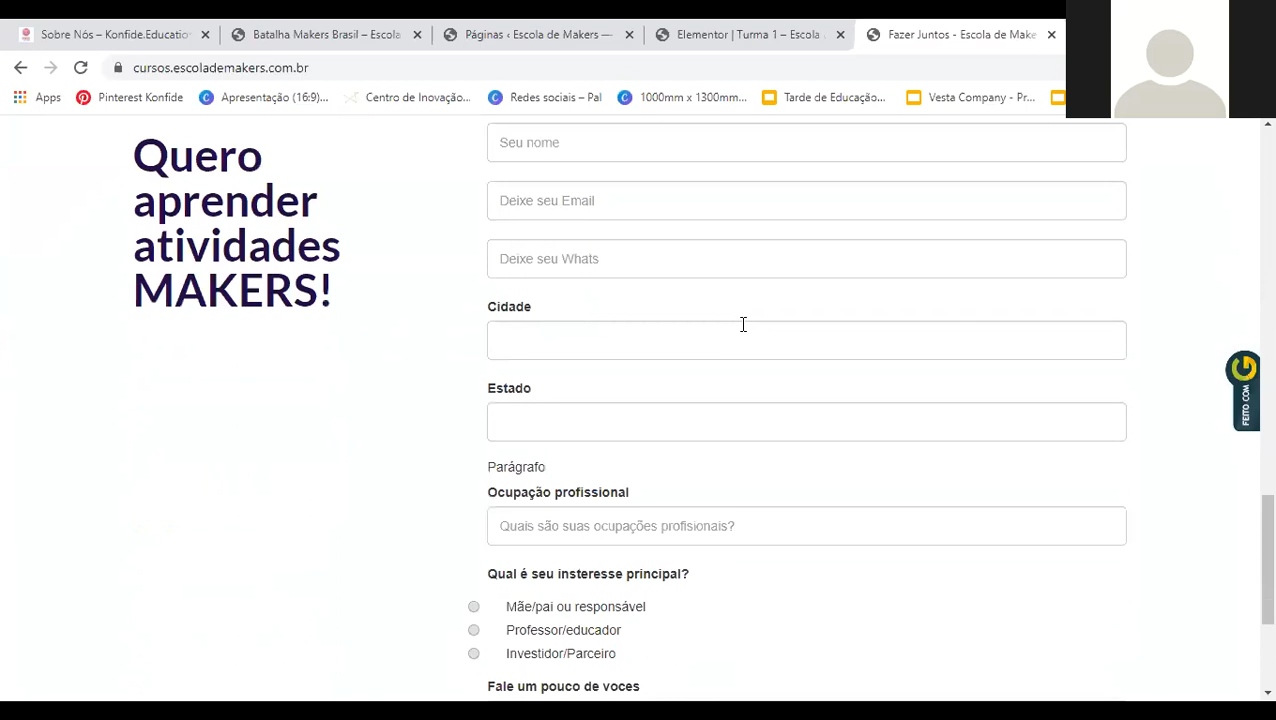 Sobre Nós – Konfide.Educatio
Batalha Makers Brasil – Escola
Páginas ‹ Escola de Makers —
Elementor | Turma 1 – Escola
Fazer Juntos - Escola de Make
cursos.escolademakers.com.br
Apps
Pinterest Konfide
Apresentação (16:9)...
Centro de Inovação...
Redes sociais – Pal
1000mm x 1300mm...
Tarde de Educação...
Vesta Company - Pr...
Quero
aprender
atividades
MAKERS!
Seu nome
Deixe seu Email
Deixe seu Whats
Cidade
Estado
Parágrafo
Ocupação profissional
Quais são suas ocupações profisionais?
Qual é seu insteresse principal?
Mãe/pai ou responsável
Professor/educador
Investidor/Parceiro
Fale um pouco de voces
FEITO COM